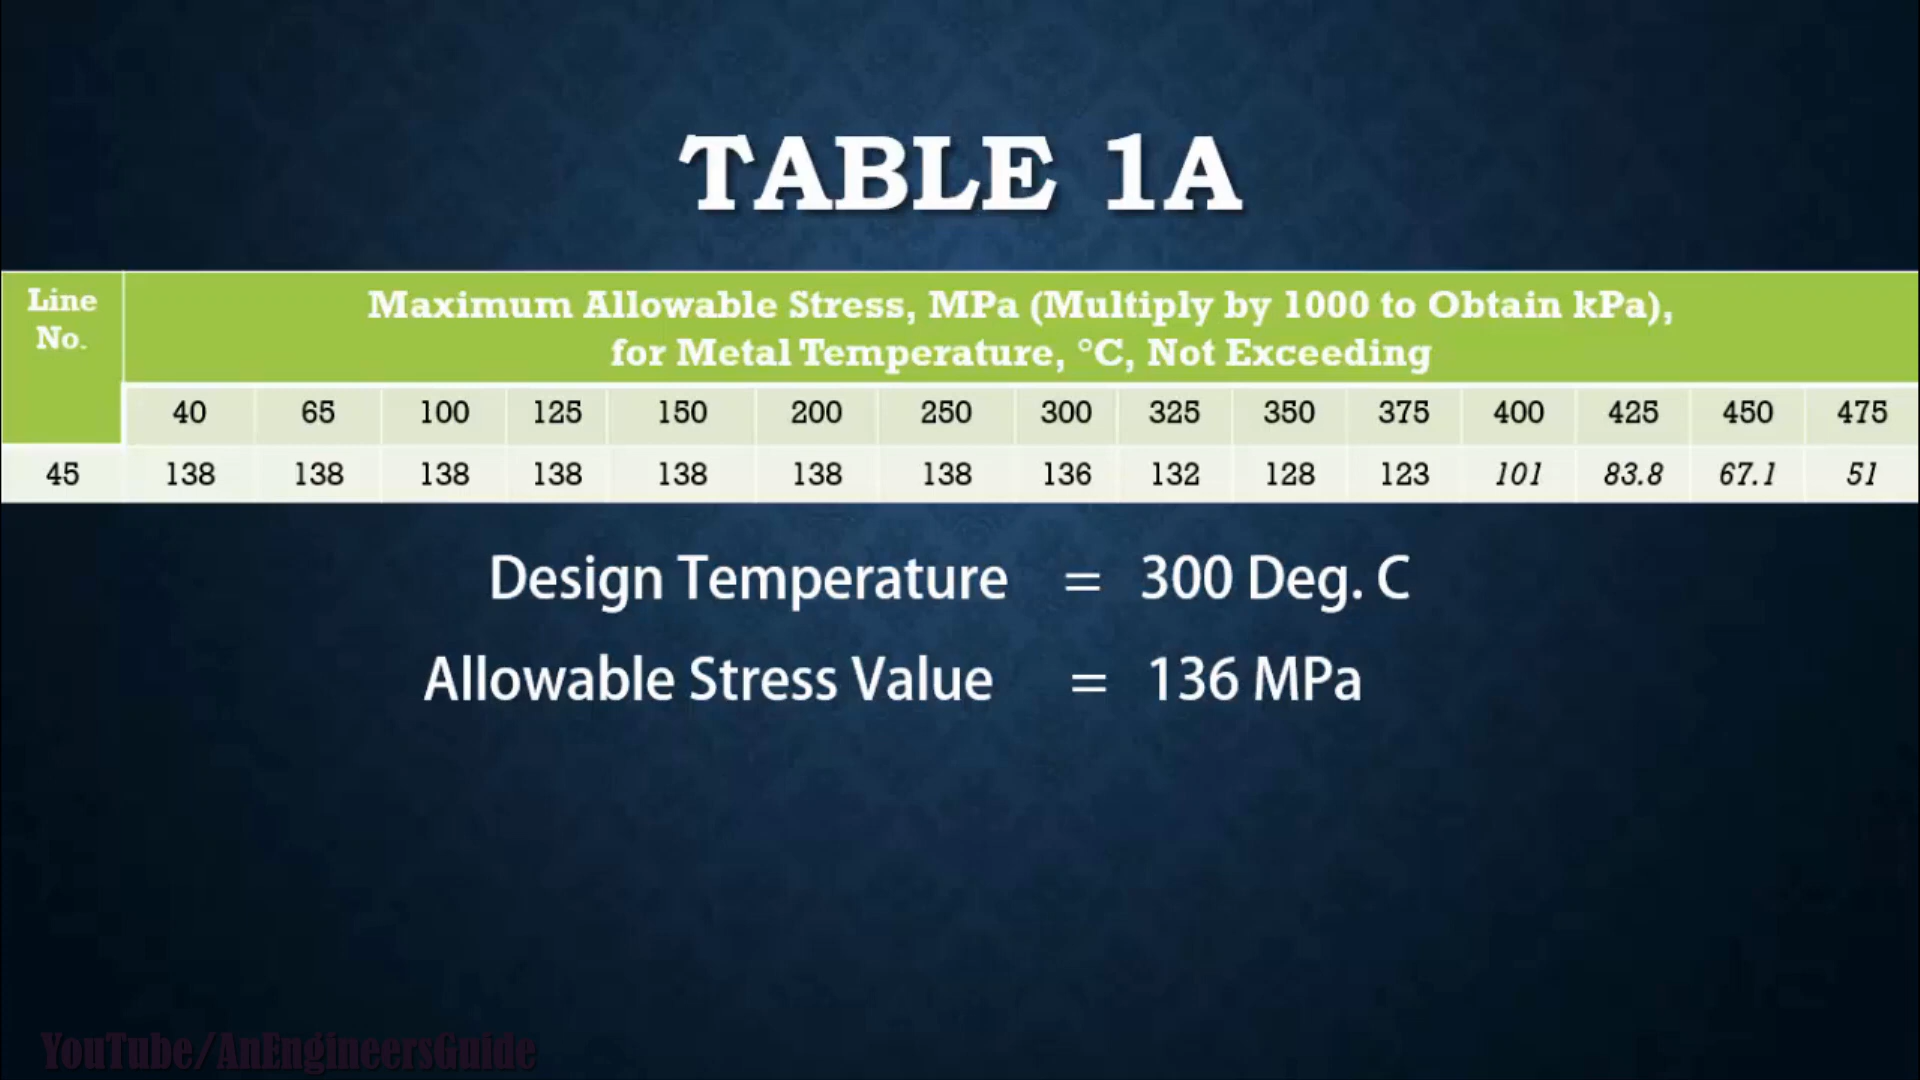 TABLE 1A
Line No.
Maximum Allowable Stress, MPa (Multiply by 1000 to Obtain kPa),
for Metal Temperature, °C, Not Exceeding
40 65 100 125 150 200 250 300 325 350 375 400 425 450 475
45 138 138 138 138 138 138 138 136 132 128 123 101 83.8 67.1 51
Design Temperature = 300 Deg. C
Allowable Stress Value = 136 MPa
YouTube/AnEngineersGuide